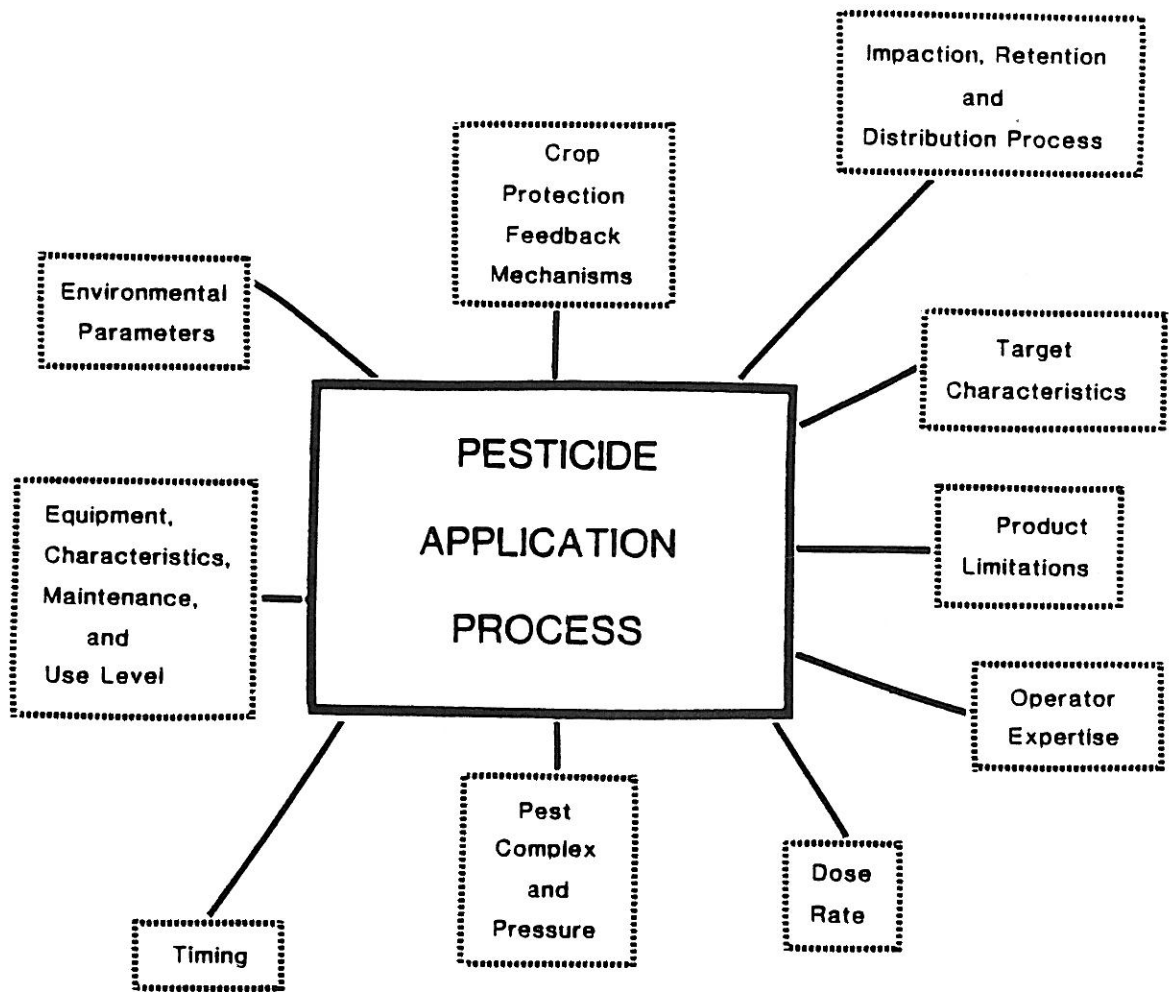 Impaction, Retention
and
Distribution Process
Crop
Protection
Feedback
Mechanisms
Environmental
Parameters
Target
Characteristics
PESTICIDE
APPLICATION
PROCESS
Equipment,
Characteristics,
Maintenance,
and
Use Level
Product
Limitations
Operator
Expertise
Pest
Complex
and
Pressure
Dose
Rate
Timing